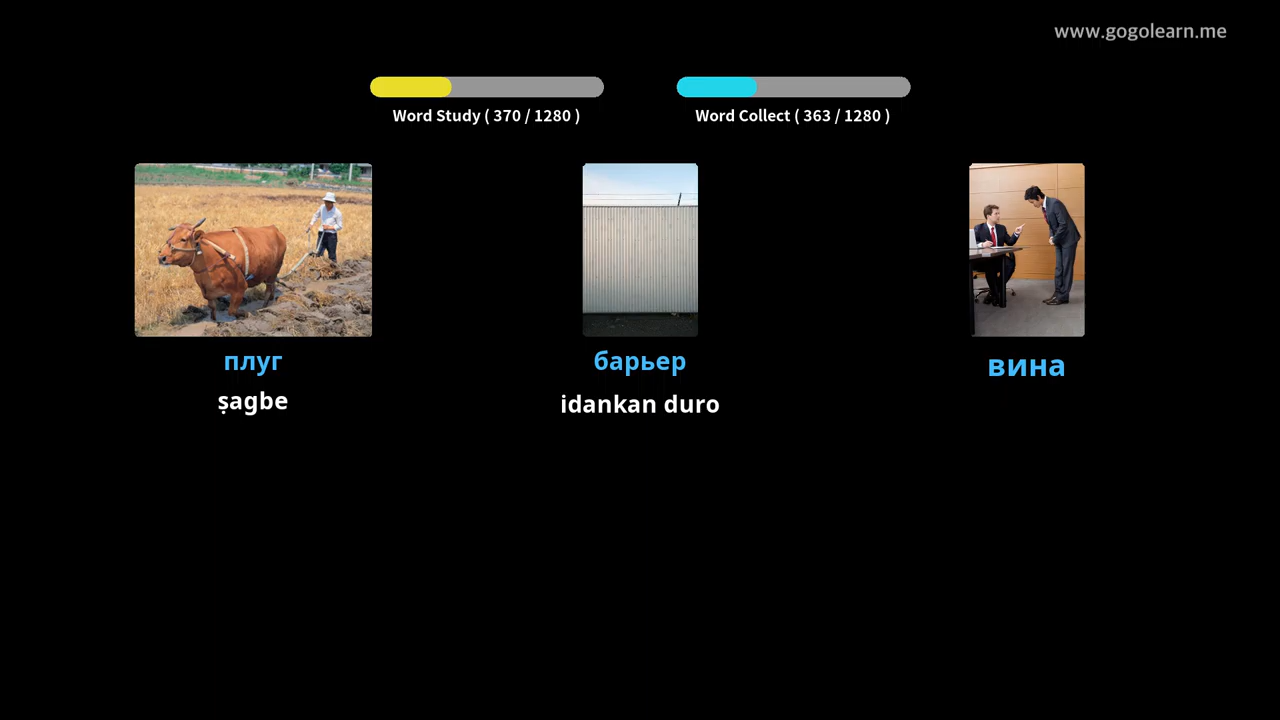 www.gogolearn.me
Word Study ( 370 / 1280 )
Word Collect ( 363 / 1280 )
плуг
ṣagbe
барьер
idankan duro
вина